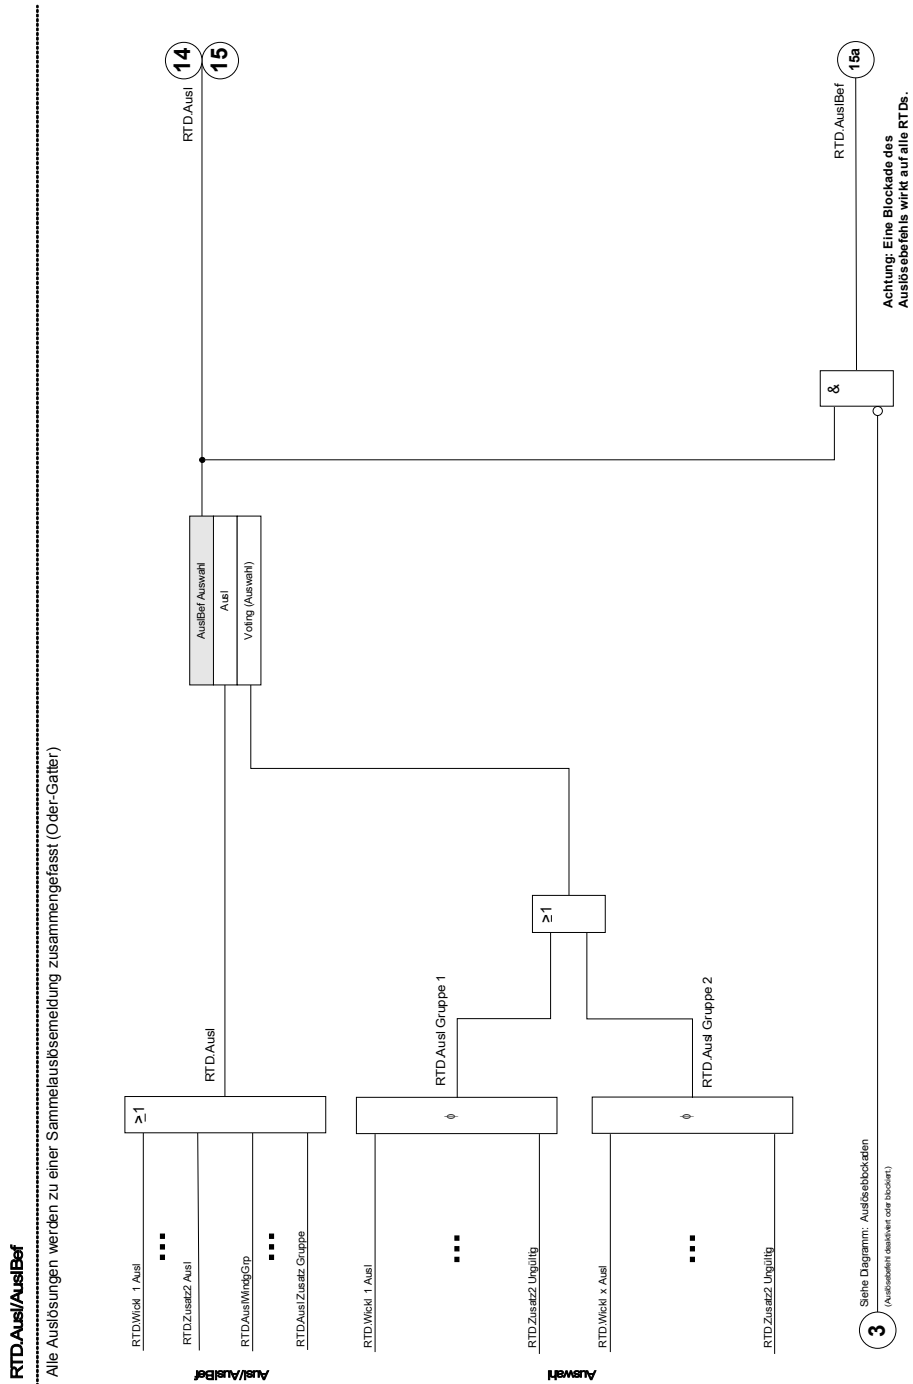 RTD.Ausl/AuslBef
Alle Auslösungen werden zu einer Sammelauslösemeldung zusammengefasst (Oder-Gatter)
Ausl/AuslBef
RTD.Wickl 1 Ausl
RTD.Zusatz2 Ausl
RTD.AuslWndgGrp
RTD.Ausl Zusatz Gruppe
≥1
RTD.Ausl
AuslBef Auswahl
Ausl
Voting (Auswahl)
RTD.Ausl
14
15
Auswahl
RTD.Wickl 1 Ausl
RTD.Zusatz2 Ungültig
ϕ
RTD.Ausl Gruppe 1
RTD.Wickl x Ausl
RTD.Zusatz2 Ungültig
ϕ
RTD.Ausl Gruppe 2
≥1
3
Siehe Diagramm: Auslöseblockaden
(Auslösebefehl deaktiviert oder blockiert.)
&
RTD.AuslBef
15a
Achtung: Eine Blockade des
Auslösebefehls wirkt auf alle RTDs.